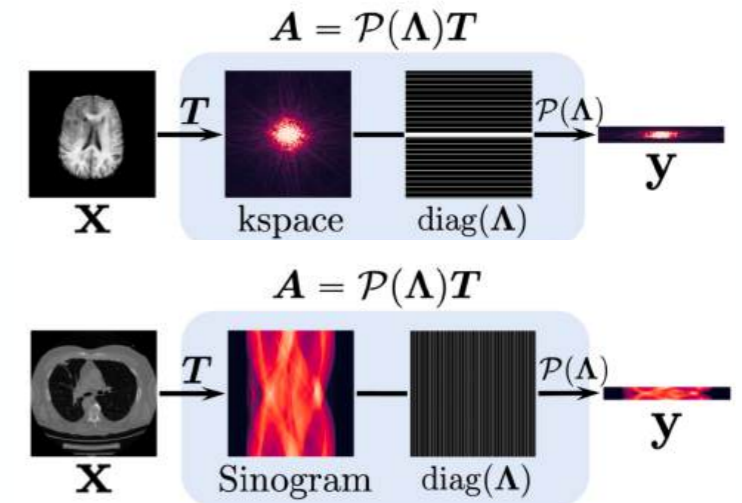 A = P(Λ)T
T
P(Λ)
x
kspace
diag(Λ)
y
A = P(Λ)T
T
P(Λ)
x
Sinogram
diag(Λ)
y